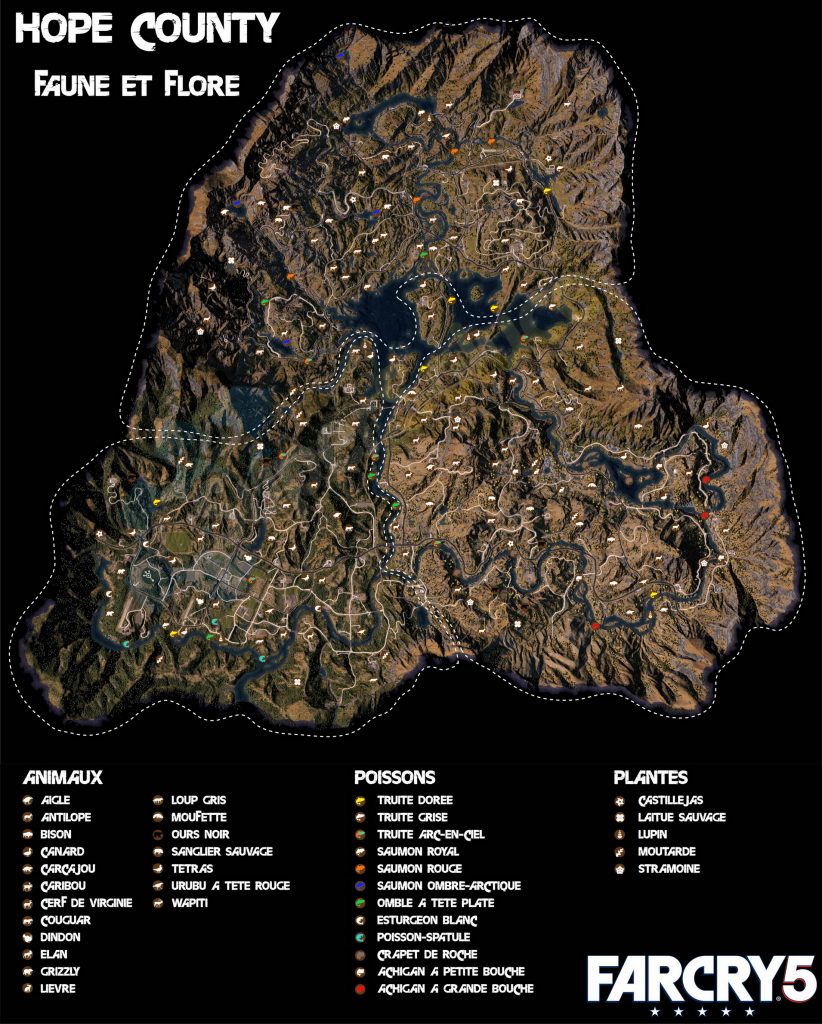 HOPE COUNTY
FAUNE ET FLORE
ANIMAUX
AIGLE
ANTILOPE
BISON
CANARD
CARCAJOU
CARIBOU
CERF DE VIRGINIE
COUGUAR
DINDON
ELAN
GRIZZLY
LIEVRE
LOUP GRIS
MOUFETTE
OURS NOIR
SANGLIER SAUVAGE
TETRAS
URUBU A TETE ROUGE
WAPITI
POISSONS
TRUITE DOREE
TRUITE GRISE
TRUITE ARC-EN-CIEL
SAUMON ROYAL
SAUMON ROUGE
SAUMON OMBRE-ARCTIQUE
OMBLE A TETE PLATE
ESTURGEON BLANC
POISSON-SPATULE
CRAPET DE ROCHE
ACHIGAN A PETITE BOUCHE
ACHIGAN A GRANDE BOUCHE
PLANTES
CASTILLEJAS
LAITUE SAUVAGE
LUPIN
MOUTARDE
STRAMOINE
FARCRY®5